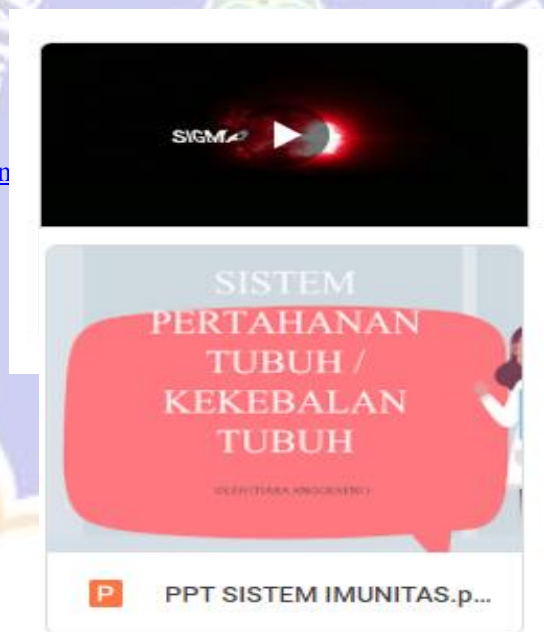 SIGMA
SISTEM
PERTAHANAN
TUBUH /
KEKEBALAN
TUBUH
PPT SISTEM IMUNITAS.p...